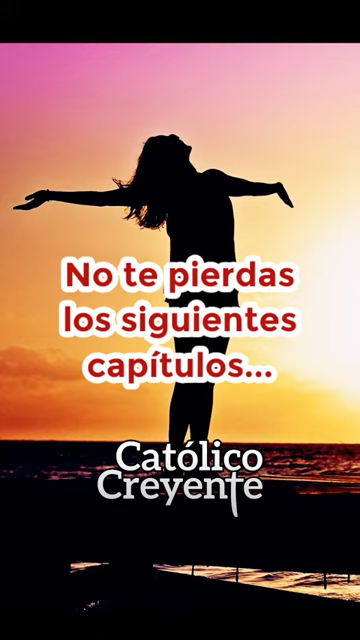 No te pierdas
los siguientes
capítulos...
Católico
Creyente